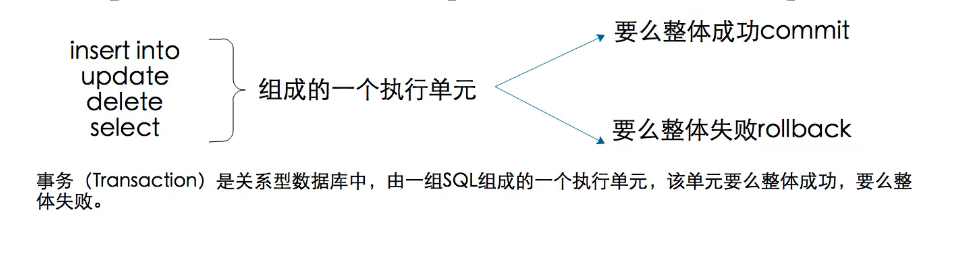 insert into
update
delete
select
组成的一个执行单元
要么整体成功commit
要么整体失败rollback
事务（Transaction）是关系型数据库中，由一组SQL组成的一个执行单元，该单元要么整体成功，要么整
体失败。